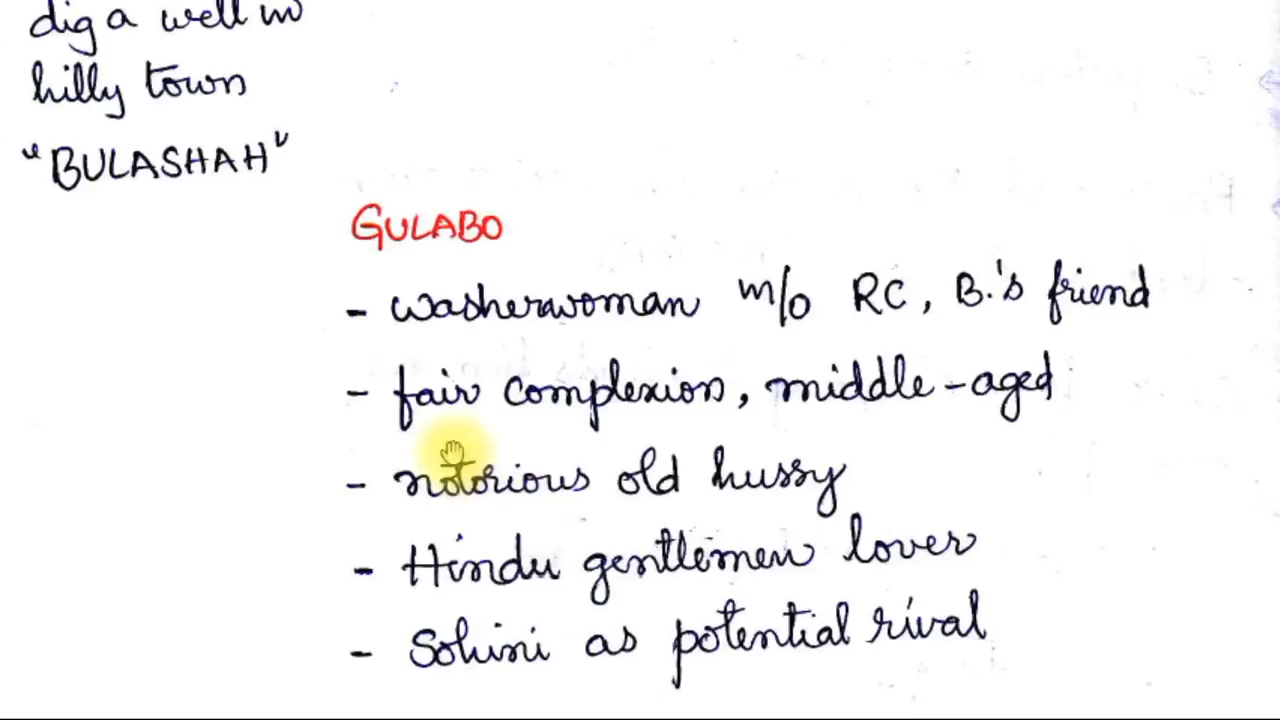 dig a well in
hilly town
"BULASHAH"
GULABO
- washerwoman m/o RC, B.'s friend
- fair complexion, middle-aged
- notorious old hussy
- Hindu gentlemen lover
- Sohini as potential rival